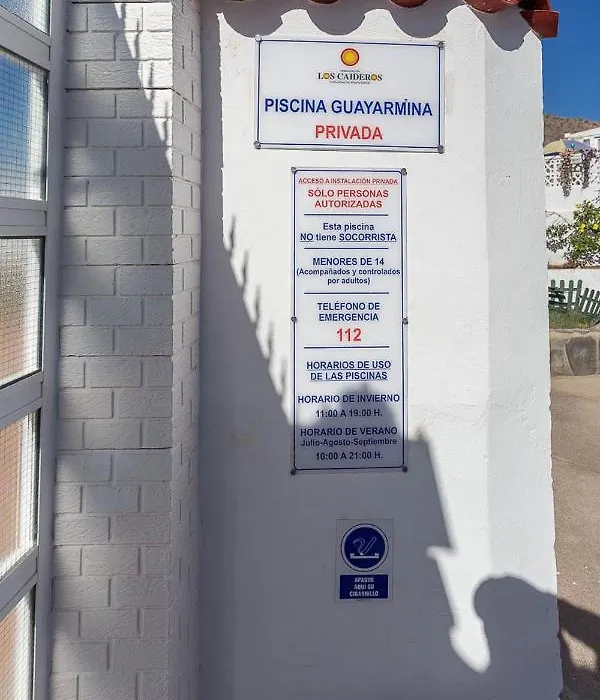 LOS CAIDEROS
PISCINA GUAYARMINA
PRIVADA
ACCESO A INSTALACIÓN PRIVADA
SÓLO PERSONAS
AUTORIZADAS
Esta piscina
NO tiene SOCORRISTA
MENORES DE 14
(Acompañados y controlados
por adultos)
TELÉFONO DE
EMERGENCIA
112
HORARIOS DE USO
DE LAS PISCINAS
HORARIO DE INVIERNO
11:00 A 19:00 H.
HORARIO DE VERANO
Julio-Agosto-Septiembre
10:00 A 21:00 H.
APAGUE
AQUI SU
CIGARRILLO